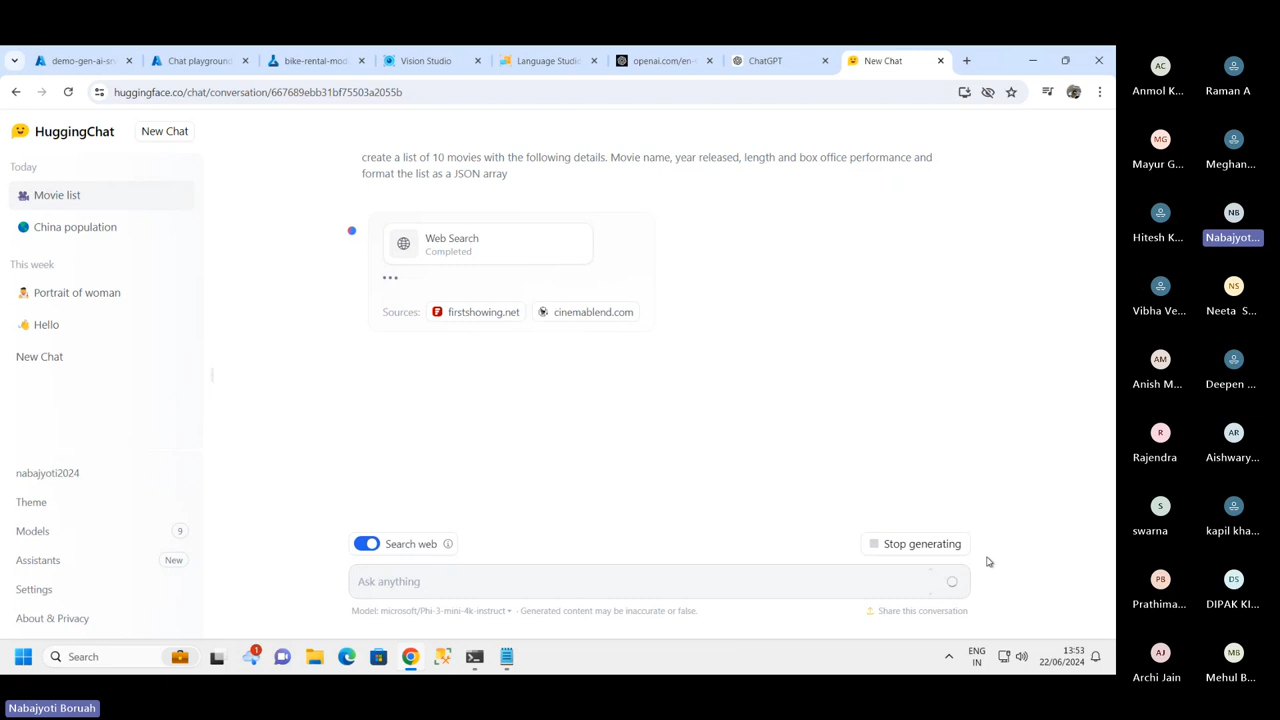 demo-gen-ai-srv
Chat playground
bike-rental-mod
Vision Studio
Language Studio
openai.com/en-
ChatGPT
New Chat
huggingface.co/chat/conversation/667689ebb31bf75503a2055b
HuggingChat
New Chat
Today
Movie list
China population
This week
Portrait of woman
Hello
New Chat
nabajyoti2024
Theme
Models 9
Assistants New
Settings
About & Privacy
create a list of 10 movies with the following details. Movie name, year released, length and box office performance and
format the list as a JSON array
Web Search
Completed
Sources: firstshowing.net cinemablend.com
Search web
Stop generating
Ask anything
Model: microsoft/Phi-3-mini-4k-instruct · Generated content may be inaccurate or false.
Share this conversation
Search
1
ENG
IN
13:53
22/06/2024
AC
Anmol K...
Raman A
MG
Mayur G...
Meghan...
Hitesh K...
NB
Nabajyot...
Vibha Ve...
NS
Neeta S...
AM
Anish M...
Deepen ...
R
Rajendra
AR
Aishwary...
S
swarna
kapil kha...
PB
Prathima...
DS
DIPAK KI...
AJ
Archi Jain
MB
Mehul B...
Nabajyoti Boruah